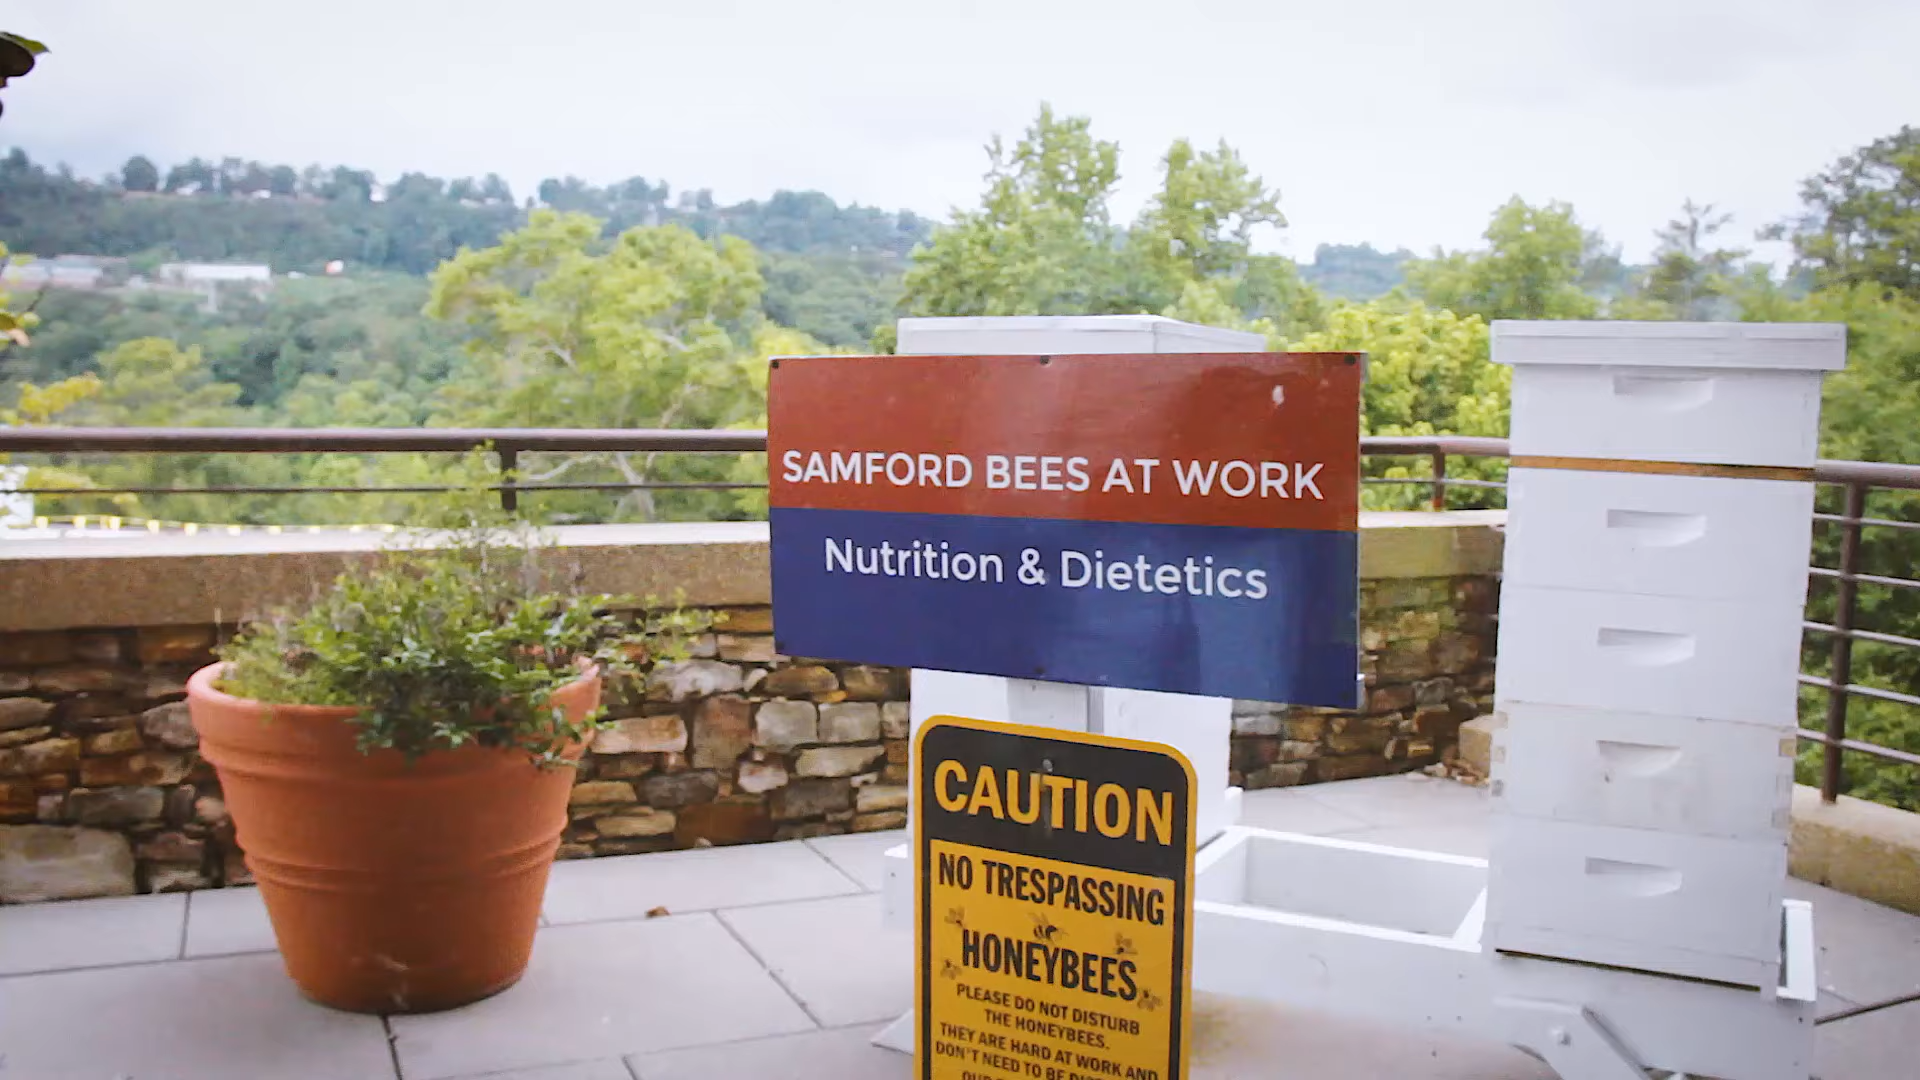 SAMFORD BEES AT WORK
Nutrition & Dietetics
CAUTION
NO TRESPASSING
HONEYBEES
PLEASE DO NOT DISTURB
THE HONEYBEES.
THEY ARE HARD AT WORK AND
DON'T NEED TO BE